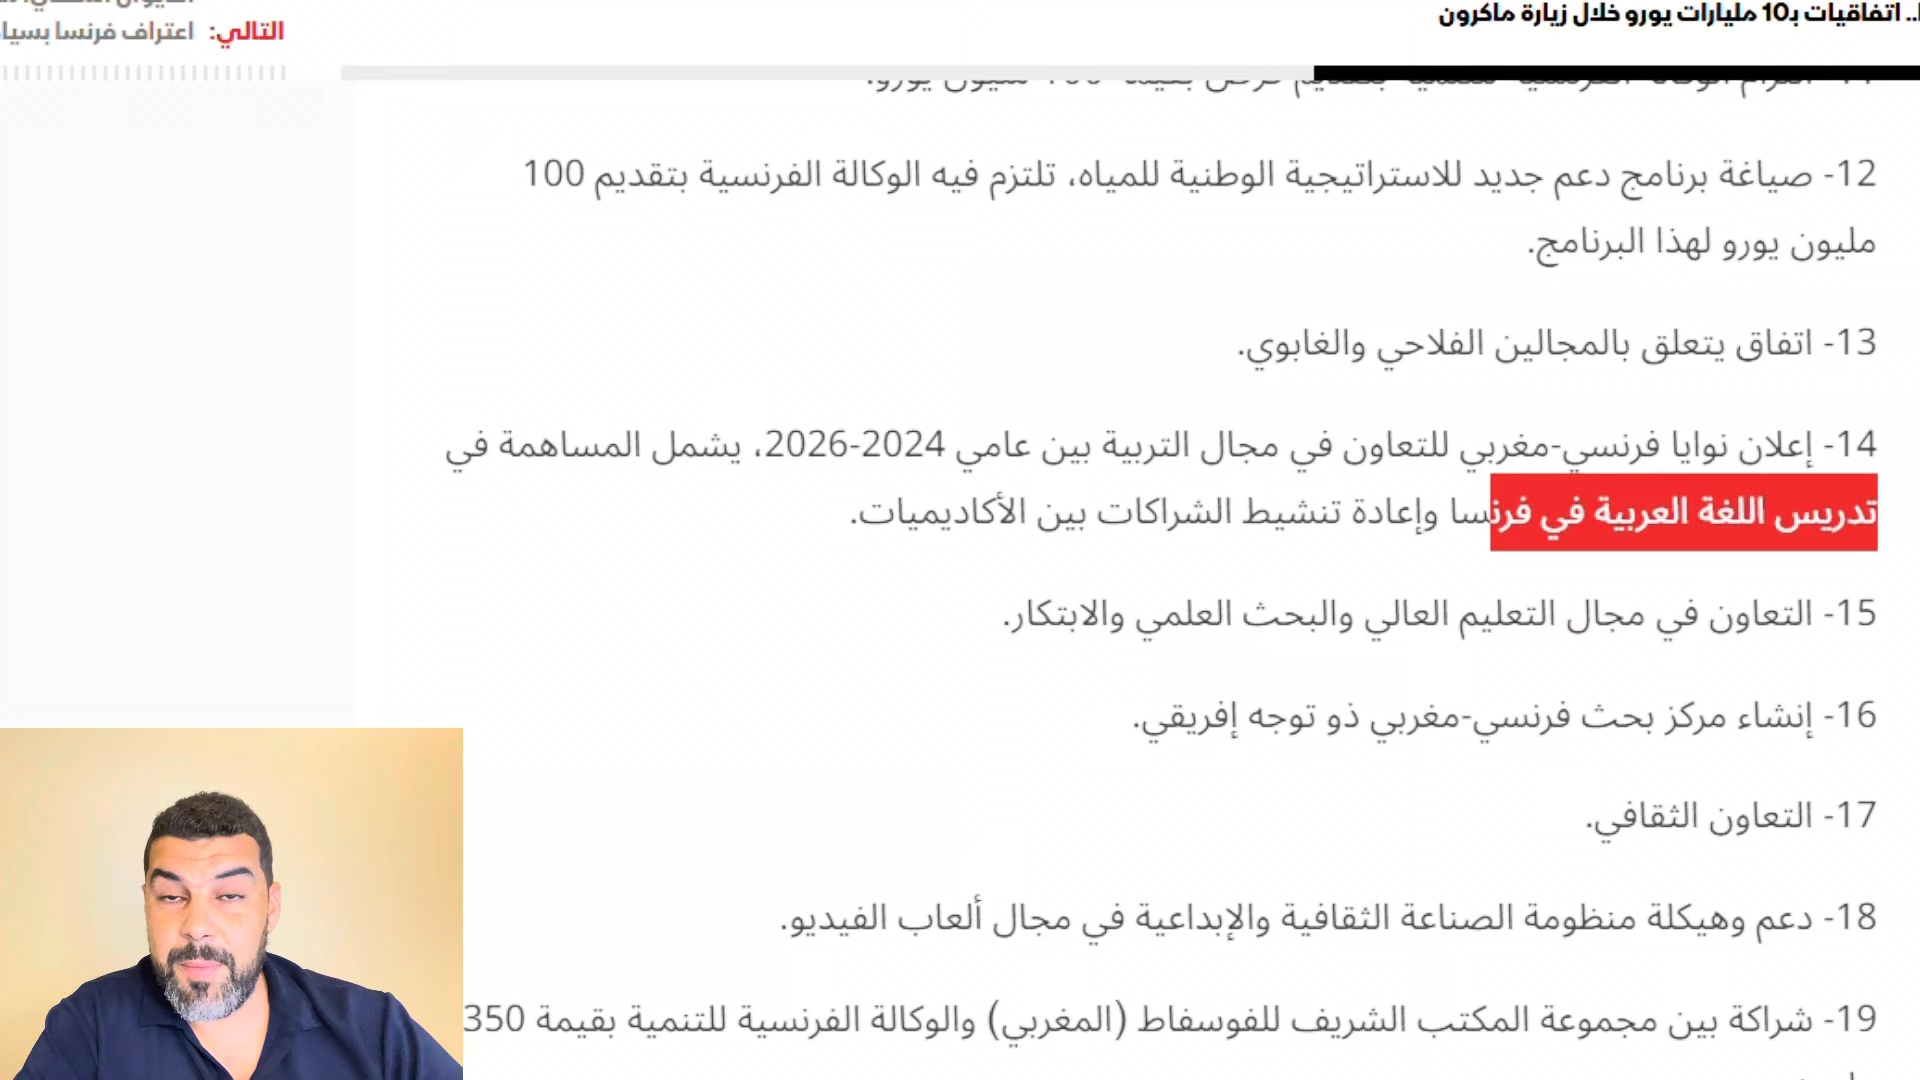 .. اتفاقيات بـ10 مليارات يورو خلال زيارة ماكرون
التالي: اعتراف فرنسا
12- صياغة برنامج دعم جديد للاستراتيجية الوطنية للمياه، تلتزم فيه الوكالة الفرنسية بتقديم 100
مليون يورو لهذا البرنامج.
13- اتفاق يتعلق بالمجالين الفلاحي والغابوي.
14- إعلان نوايا فرنسي-مغربي للتعاون في مجال التربية بين عامي 2024-2026، يشمل المساهمة في
تدريس اللغة العربية في فرنسا وإعادة تنشيط الشراكات بين الأكاديميات.
15- التعاون في مجال التعليم العالي والبحث العلمي والابتكار.
16- إنشاء مركز بحث فرنسي-مغربي ذو توجه إفريقي.
17- التعاون الثقافي.
18- دعم وهيكلة منظومة الصناعة الثقافية والإبداعية في مجال ألعاب الفيديو.
19- شراكة بين مجموعة المكتب الشريف للفوسفاط (المغربي) والوكالة الفرنسية للتنمية بقيمة 350